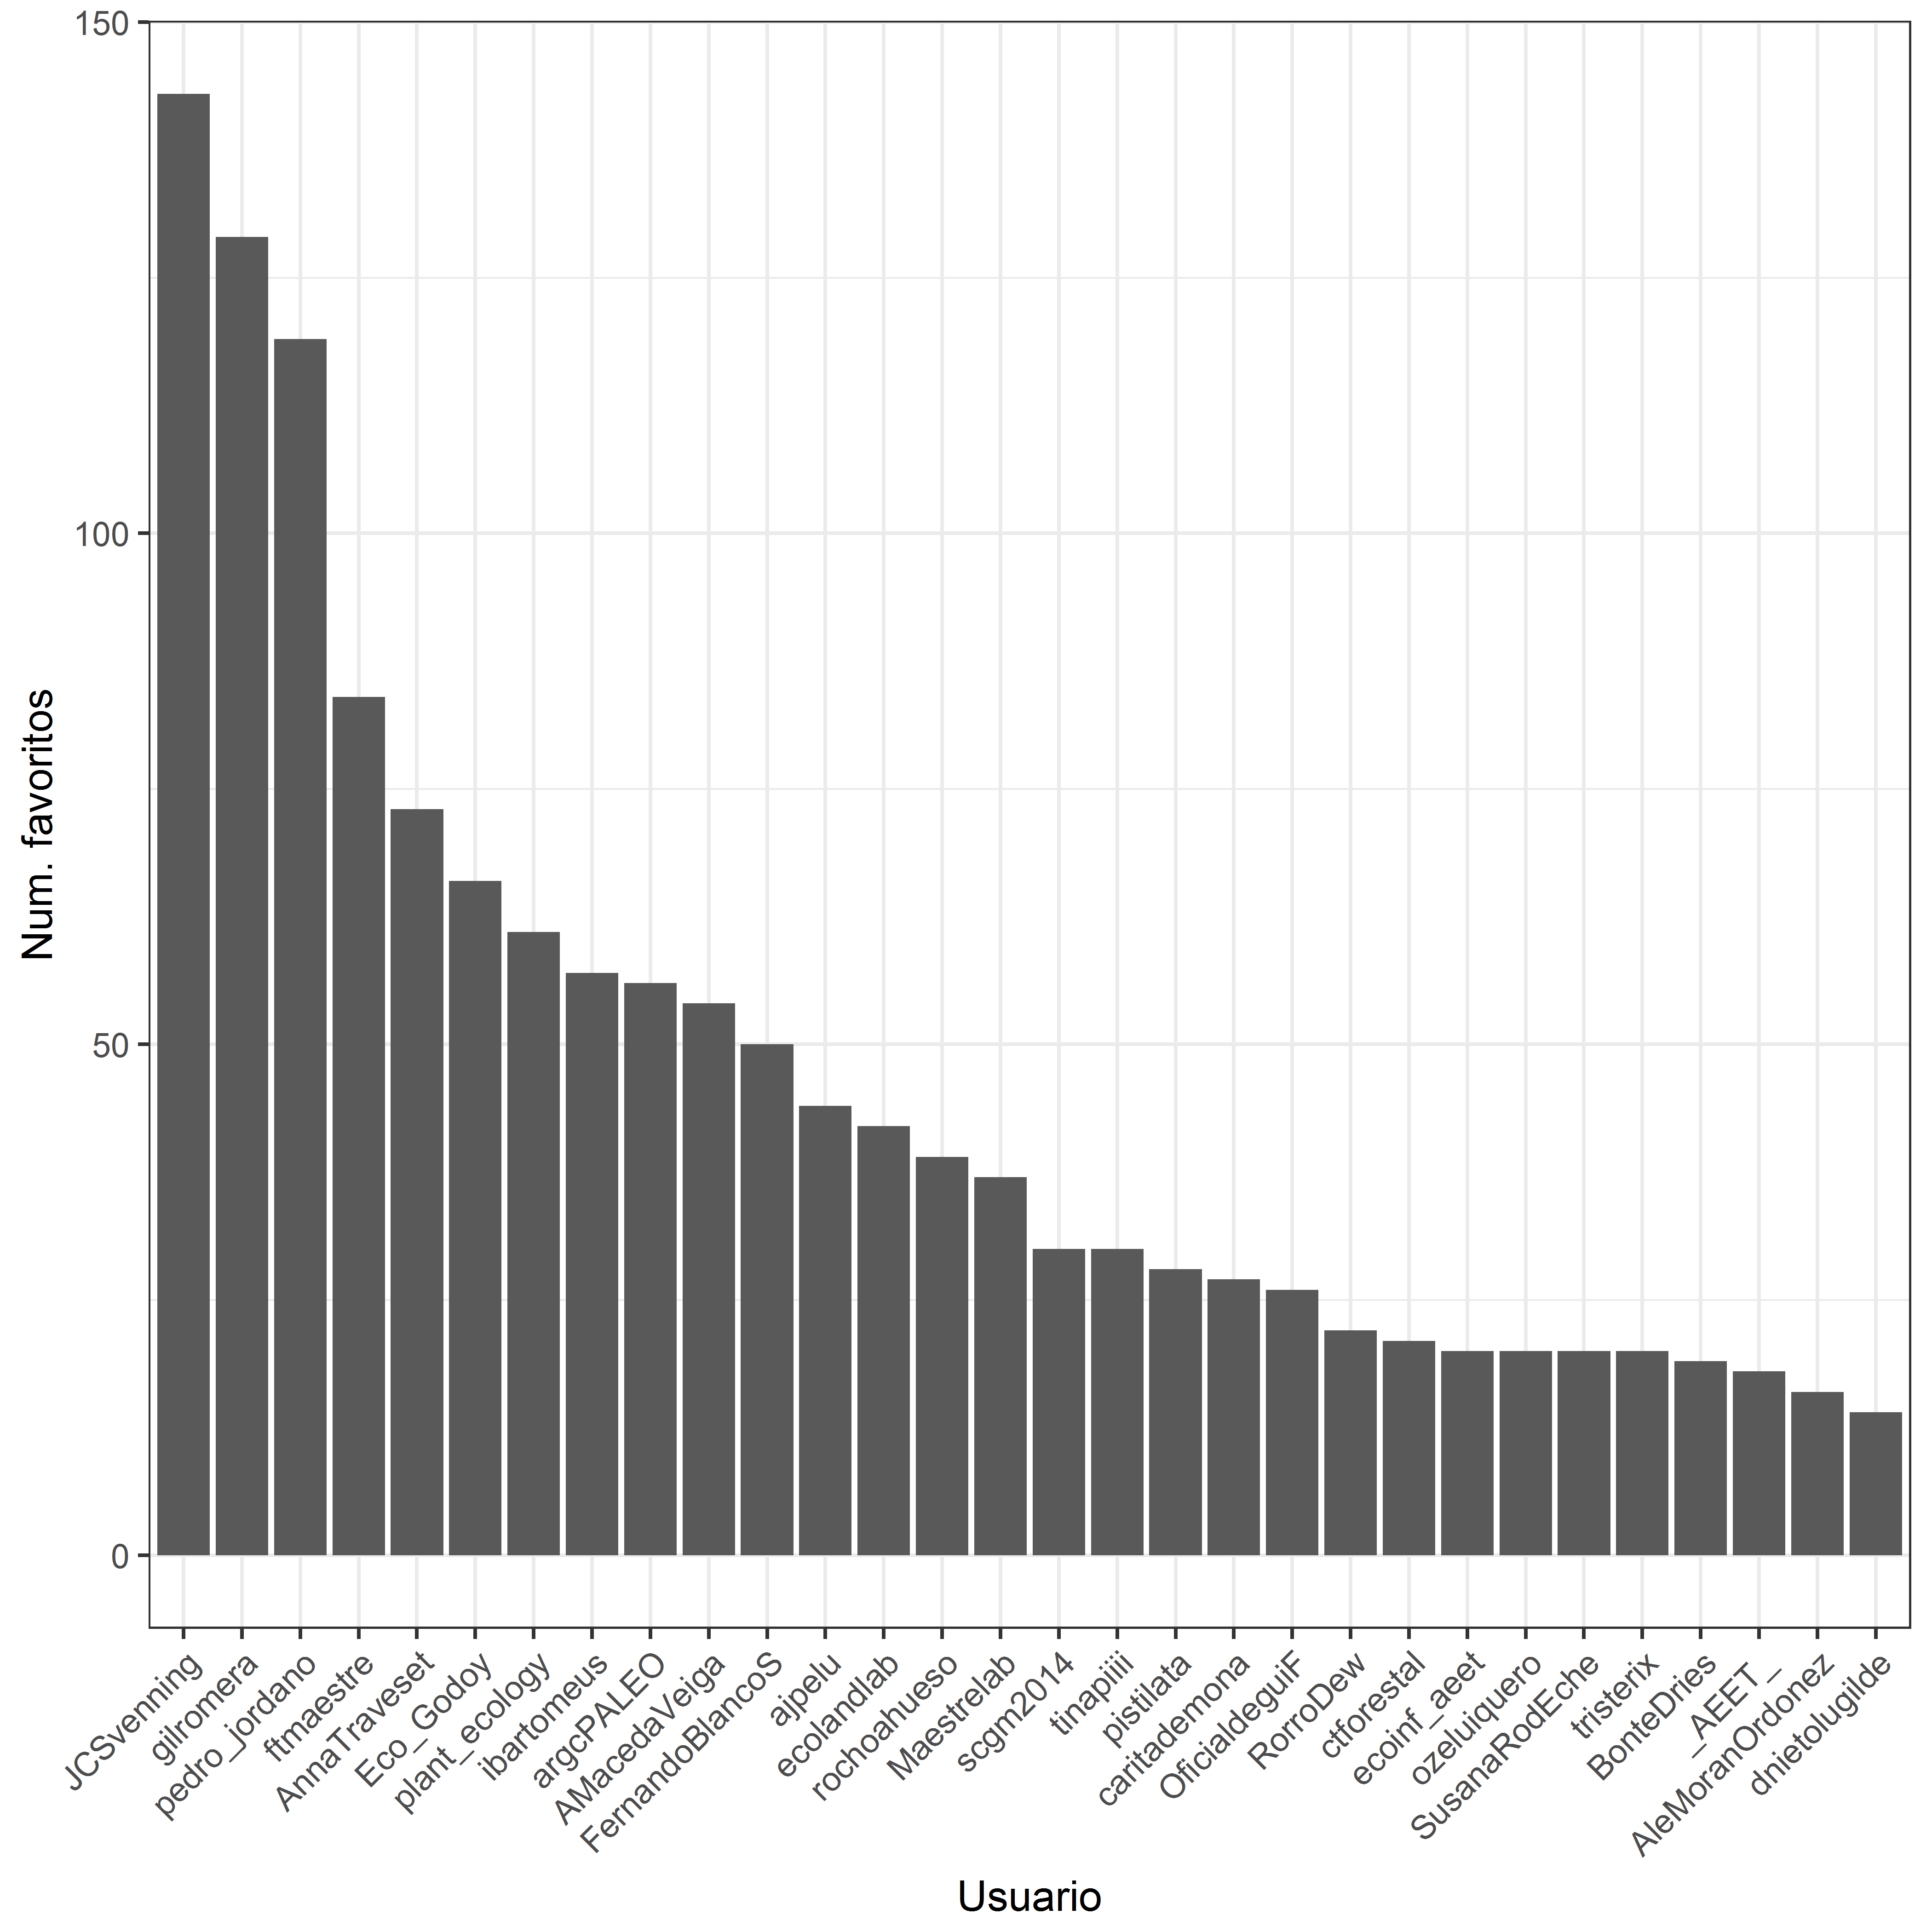 150
100
50
0
Num. favoritos
JCSvenning
gilromera
pedro_jordano
ftmaestre
AnnaTraveset
Eco_Godoy
plant_ecology
ibartomeus
argcPALEO
AMacedaVeiga
FernandoBlancoS
ajpelu
ecolandlab
rochoahueso
Maestrelab
scgm2014
tinapiiii
pistilata
caritademona
OficialdeguiF
RorroDew
ctforestal
ecoinf_aeet
ozeluiquero
SusanaRodEche
tristerix
BonteDries
_AEET_
AleMoranOrdonez
dnietolugilde
Usuario